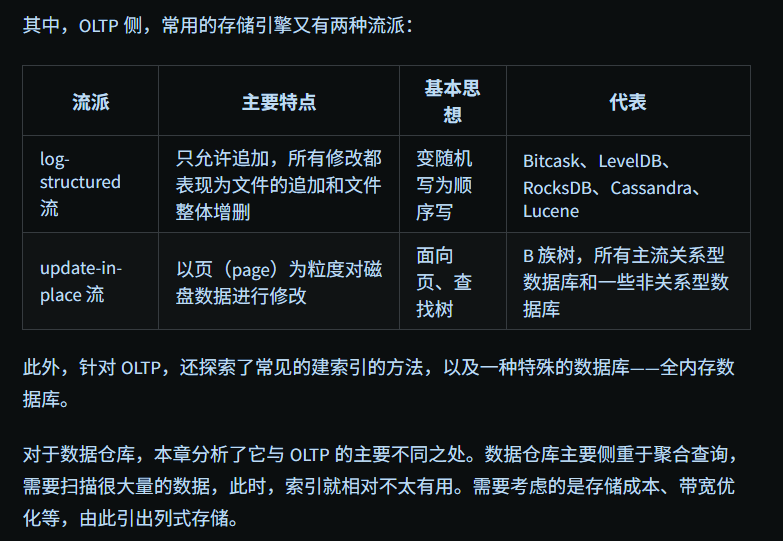 其中，OLTP 侧，常用的存储引擎又有两种流派：
流派
主要特点
基本思
想
代表
log-
structured
流
只允许追加，所有修改都
表现为文件的追加和文件
整体增删
变随机
写为顺
序写
Bitcask、LevelDB、
RocksDB、Cassandra、
Lucene
update-in-
place 流
以页（page）为粒度对磁
盘数据进行修改
面向
页、查
找树
B 族树，所有主流关系型
数据库和一些非关系型数
据库
此外，针对 OLTP，还探索了常见的建索引的方法，以及一种特殊的数据库——全内存数
据库。
对于数据仓库，本章分析了它与 OLTP 的主要不同之处。数据仓库主要侧重于聚合查询，
需要扫描很大量的数据，此时，索引就相对不太有用。需要考虑的是存储成本、带宽优
化等，由此引出列式存储。